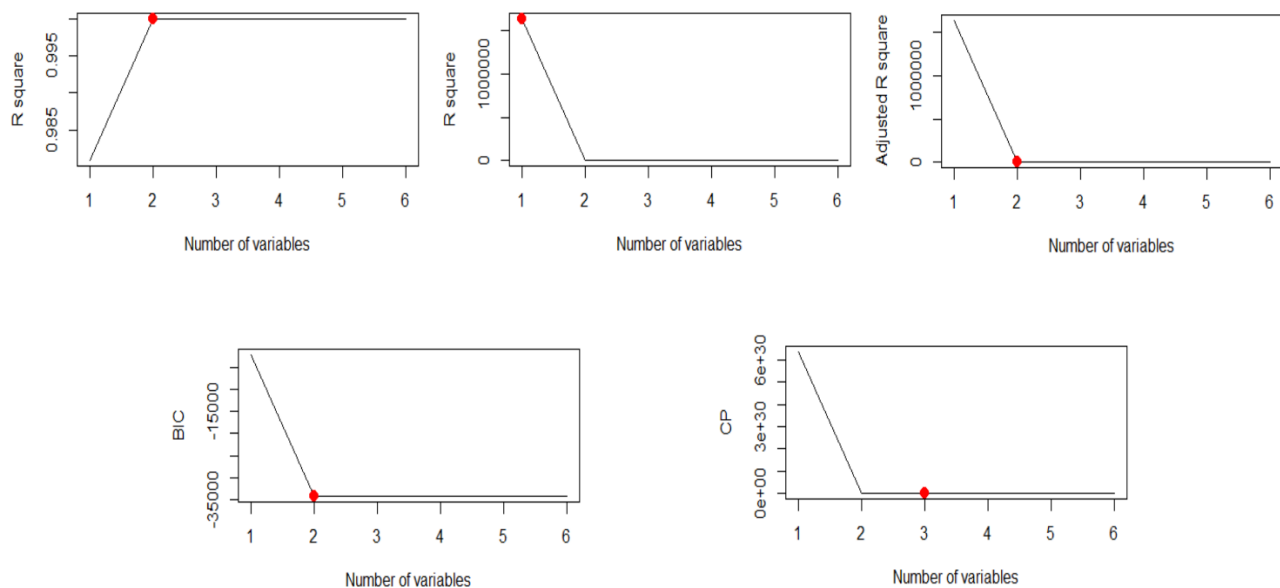 R square
0.985 0.995
1 2 3 4 5 6
Number of variables
R square
0 1000000
1 2 3 4 5 6
Number of variables
Adjusted R square
0 1000000
1 2 3 4 5 6
Number of variables
BIC
-35000 -15000
1 2 3 4 5 6
Number of variables
CP
0e+00 3e+30 6e+30
1 2 3 4 5 6
Number of variables